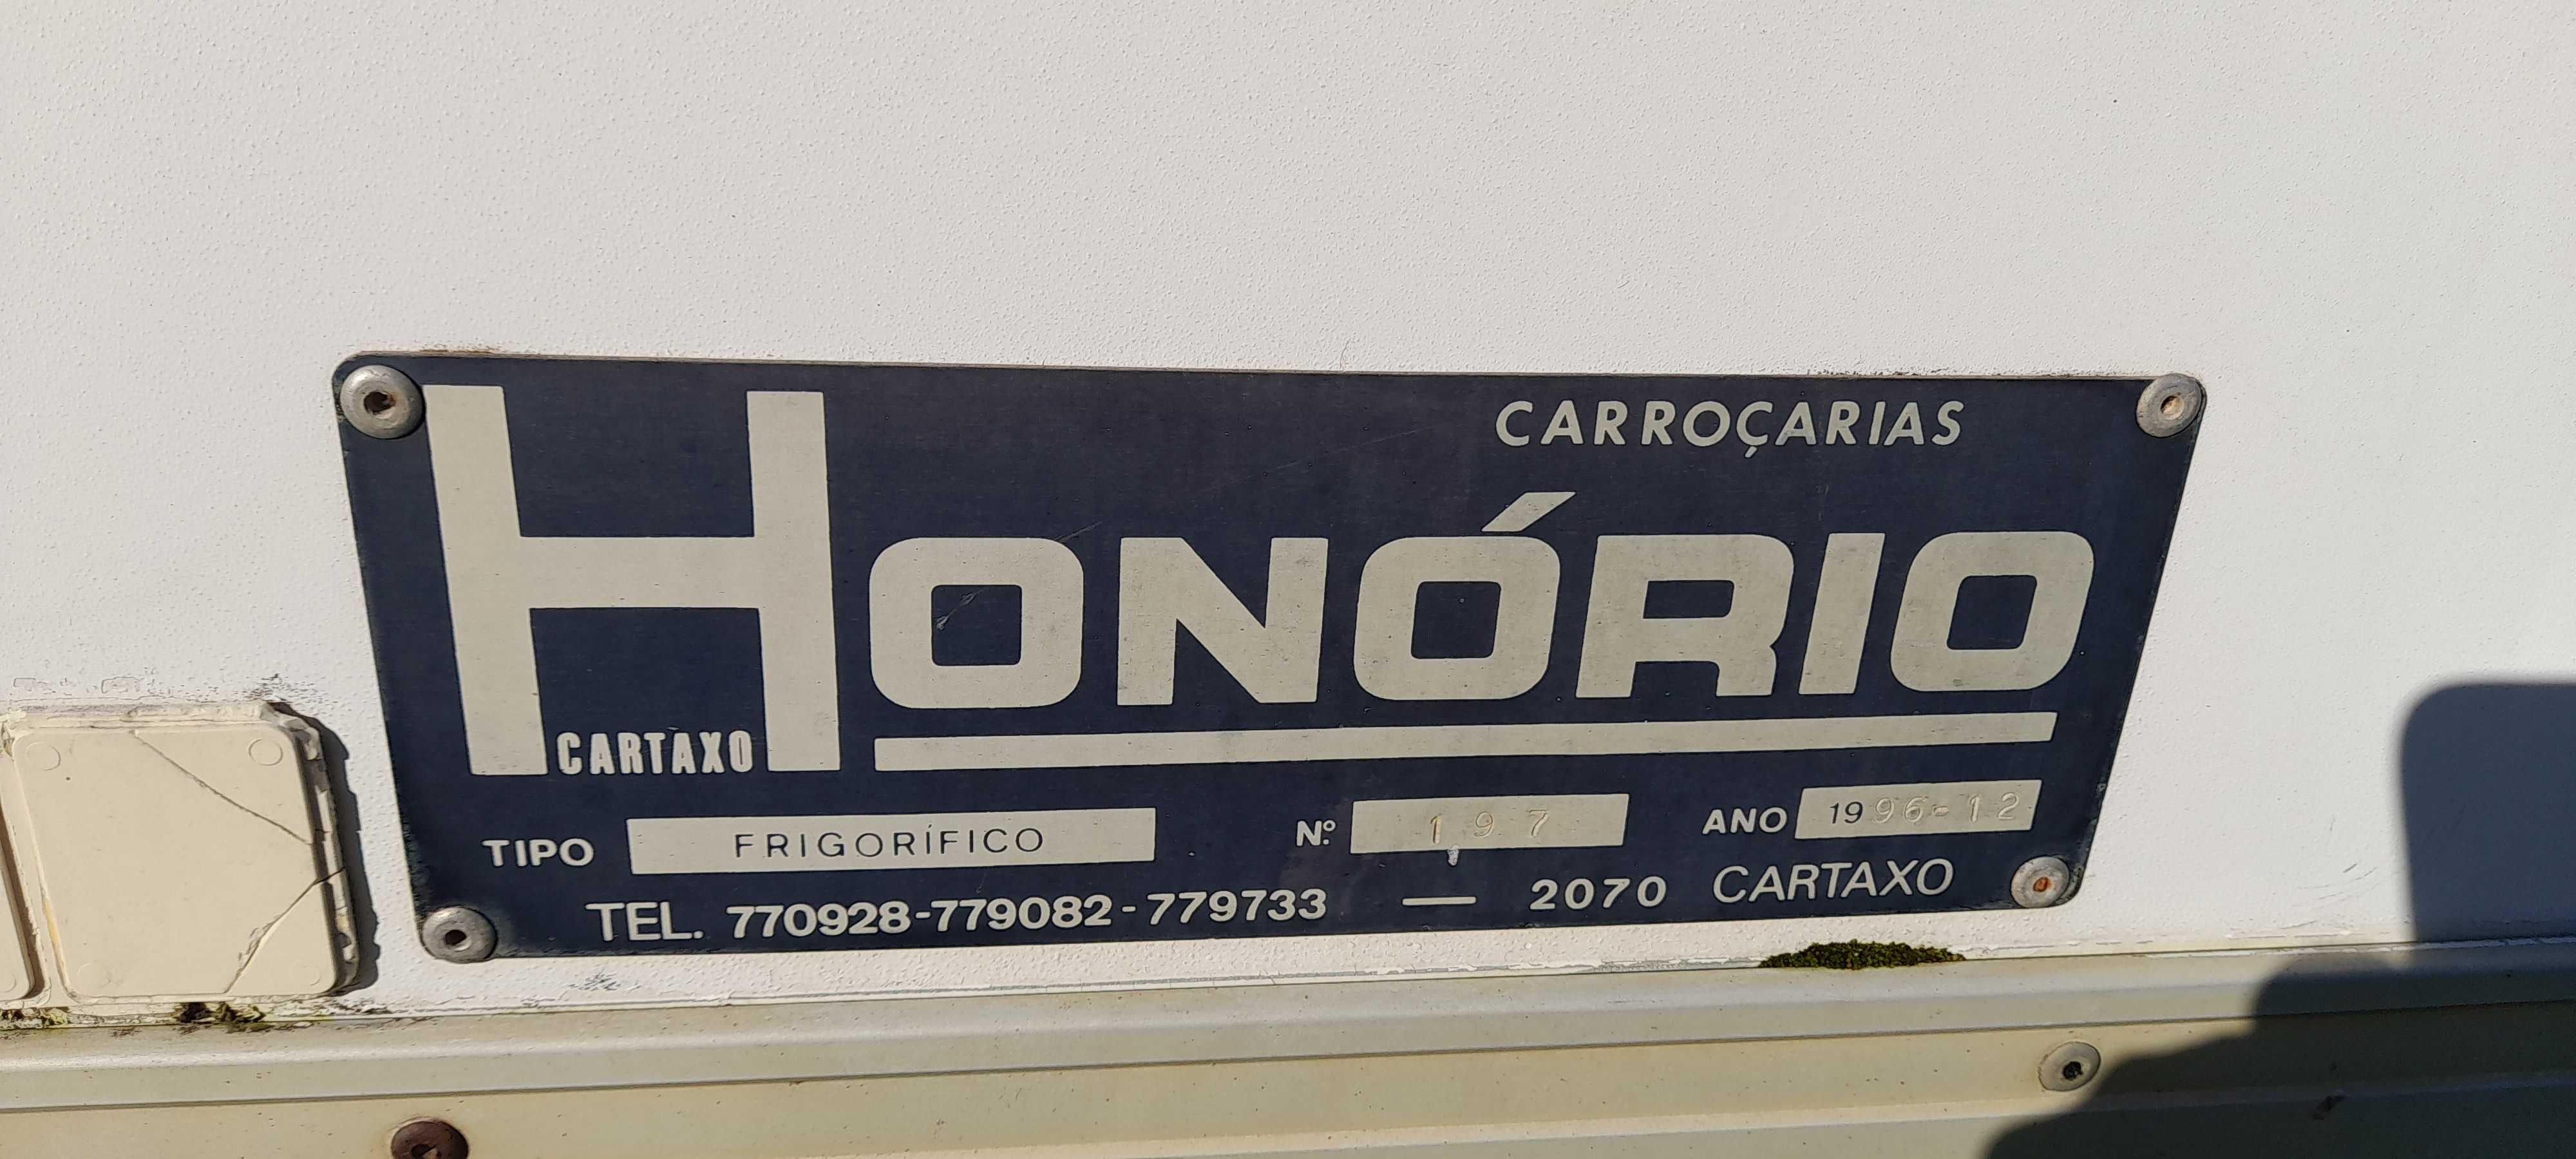 CARROÇARIAS
HONÓRIO
CARTAXO
TIPO FRIGORÍFICO Nº 197 ANO 1996-12
TEL. 770928-779082-779733 — 2070 CARTAXO